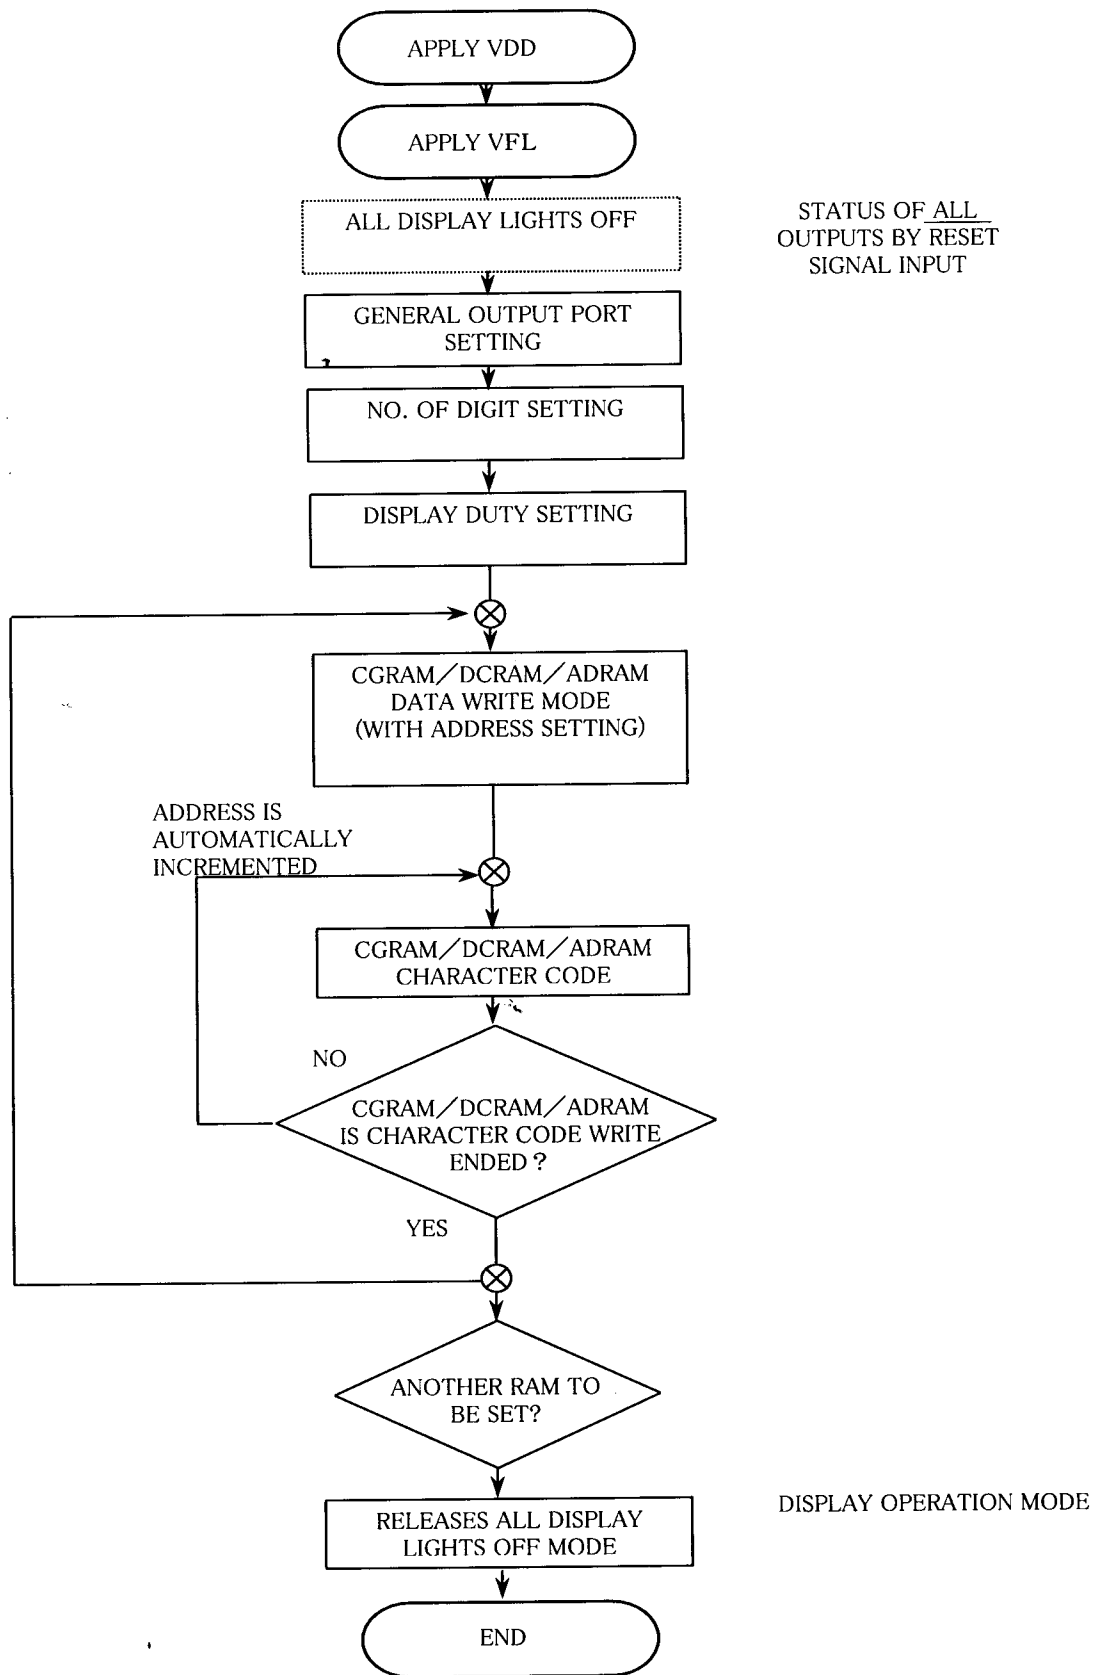 APPLY VDD
APPLY VFL
ALL DISPLAY LIGHTS OFF
STATUS OF ALL
OUTPUTS BY RESET
SIGNAL INPUT
GENERAL OUTPUT PORT
SETTING
NO. OF DIGIT SETTING
DISPLAY DUTY SETTING
CGRAM/DCRAM/ADRAM
DATA WRITE MODE
(WITH ADDRESS SETTING)
ADDRESS IS
AUTOMATICALLY
INCREMENTED
CGRAM/DCRAM/ADRAM
CHARACTER CODE
NO
CGRAM/DCRAM/ADRAM
IS CHARACTER CODE WRITE
ENDED?
YES
ANOTHER RAM TO
BE SET?
RELEASES ALL DISPLAY
LIGHTS OFF MODE
DISPLAY OPERATION MODE
END